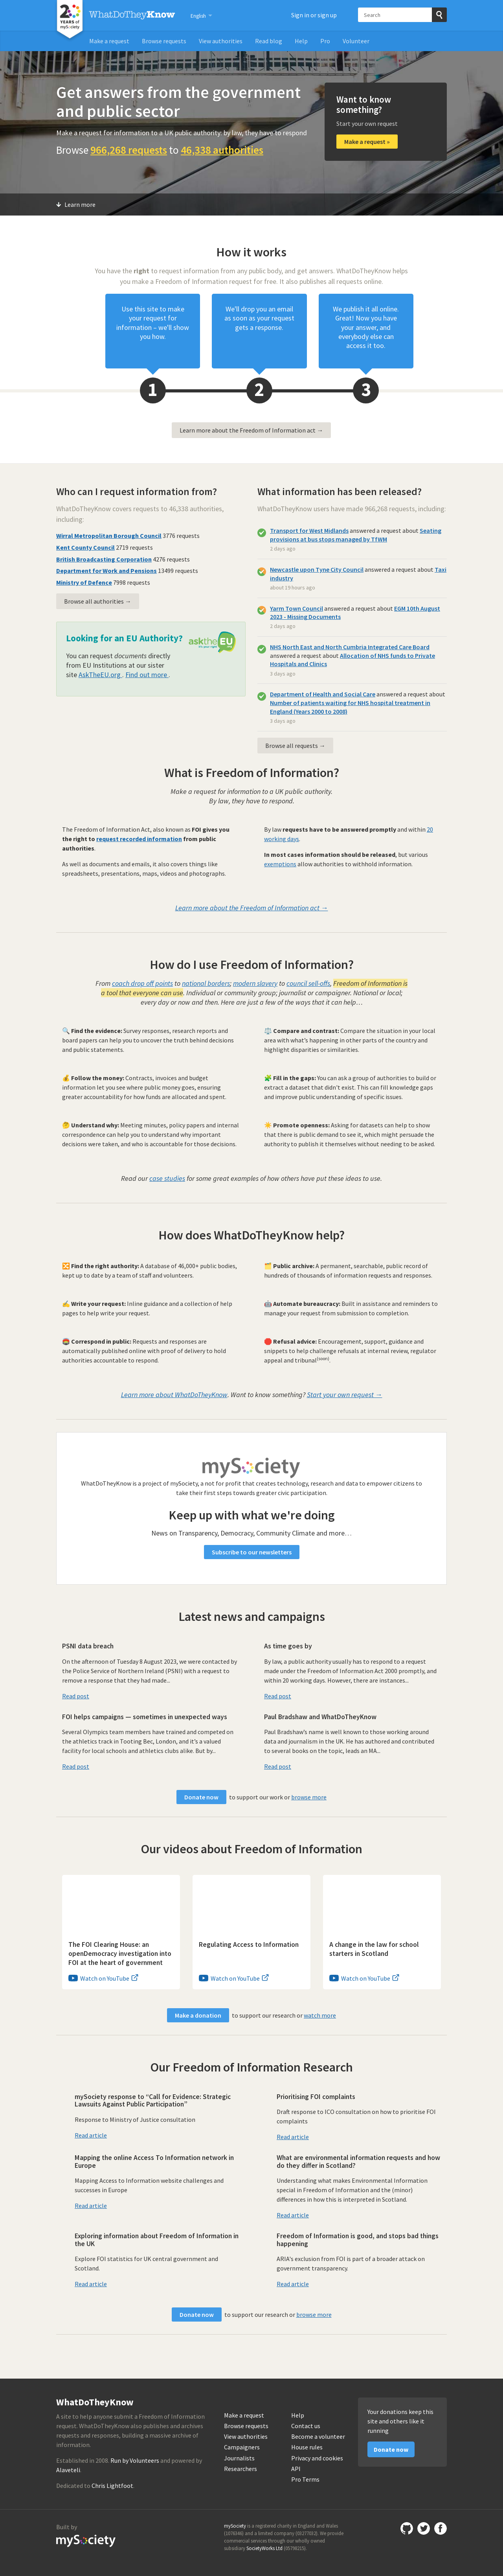 20 YEARS of mySociety
WhatDoTheyKnow
English
Sign in or sign up
Search
Make a request
Browse requests
View authorities
Read blog
Help
Pro
Volunteer
Get answers from the government and public sector
Make a request for information to a UK public authority: by law, they have to respond
Browse 966,268 requests to 46,338 authorities
Want to know something?
Start your own request
Make a request »
Learn more
How it works
You have the right to request information from any public body, and get answers. WhatDoTheyKnow helps
you make a Freedom of Information request for free. It also publishes all requests online.
Use this site to make your request for information – we'll show you how.
We'll drop you an email as soon as your request gets a response.
We publish it all online. Great! Now you have your answer, and everybody else can access it too.
1
2
3
Learn more about the Freedom of Information act →
Who can I request information from?
WhatDoTheyKnow covers requests to 46,338 authorities, including:
Wirral Metropolitan Borough Council 3776 requests
Kent County Council 2719 requests
British Broadcasting Corporation 4276 requests
Department for Work and Pensions 13499 requests
Ministry of Defence 7998 requests
Browse all authorities →
Looking for an EU Authority?
You can request documents directly from EU Institutions at our sister site AskTheEU.org . Find out more .
asktheEU
What information has been released?
WhatDoTheyKnow users have made 966,268 requests, including:
Transport for West Midlands answered a request about Seating provisions at bus stops managed by TfWM
2 days ago
Newcastle upon Tyne City Council answered a request about Taxi industry
about 19 hours ago
Yarm Town Council answered a request about EGM 10th August 2023 - Missing Documents
2 days ago
NHS North East and North Cumbria Integrated Care Board answered a request about Allocation of NHS funds to Private Hospitals and Clinics
3 days ago
Department of Health and Social Care answered a request about Number of patients waiting for NHS hospital treatment in England (Years 2000 to 2008)
3 days ago
Browse all requests →
What is Freedom of Information?
Make a request for information to a UK public authority.
By law, they have to respond.
The Freedom of Information Act, also known as FOI gives you the right to request recorded information from public authorities.
As well as documents and emails, it also covers things like spreadsheets, presentations, maps, videos and photographs.
By law requests have to be answered promptly and within 20 working days.
In most cases information should be released, but various exemptions allow authorities to withhold information.
Learn more about the Freedom of Information act →
How do I use Freedom of Information?
From coach drop off points to national borders; modern slavery to council sell-offs, Freedom of Information is a tool that everyone can use. Individual or community group; journalist or campaigner. National or local; every day or now and then. Here are just a few of the ways that it can help…
🔍 Find the evidence: Survey responses, research reports and board papers can help you to uncover the truth behind decisions and public statements.
⚖️ Compare and contrast: Compare the situation in your local area with what's happening in other parts of the country and highlight disparities or similarities.
💰 Follow the money: Contracts, invoices and budget information let you see where public money goes, ensuring greater accountability for how funds are allocated and spent.
🧩 Fill in the gaps: You can ask a group of authorities to build or extract a dataset that didn't exist. This can fill knowledge gaps and improve public understanding of specific issues.
🤔 Understand why: Meeting minutes, policy papers and internal correspondence can help you to understand why important decisions were taken, and who is accountable for those decisions.
☀️ Promote openness: Asking for datasets can help to show that there is public demand to see it, which might persuade the authority to publish it themselves without needing to be asked.
Read our case studies for some great examples of how others have put these ideas to use.
How does WhatDoTheyKnow help?
🔀 Find the right authority: A database of 46,000+ public bodies, kept up to date by a team of staff and volunteers.
🗂️ Public archive: A permanent, searchable, public record of hundreds of thousands of information requests and responses.
✍️ Write your request: Inline guidance and a collection of help pages to help write your request.
🤖 Automate bureaucracy: Built in assistance and reminders to manage your request from submission to completion.
📮 Correspond in public: Requests and responses are automatically published online with proof of delivery to hold authorities accountable to respond.
🛑 Refusal advice: Encouragement, support, guidance and snippets to help challenge refusals at internal review, regulator appeal and tribunal[soon].
Learn more about WhatDoTheyKnow. Want to know something? Start your own request →
mySociety
WhatDoTheyKnow is a project of mySociety, a not for profit that creates technology, research and data to empower citizens to take their first steps towards greater civic participation.
Keep up with what we're doing
News on Transparency, Democracy, Community Climate and more…
Subscribe to our newsletters
Latest news and campaigns
PSNI data breach
On the afternoon of Tuesday 8 August 2023, we were contacted by the Police Service of Northern Ireland (PSNI) with a request to remove a response that they had made...
Read post
As time goes by
By law, a public authority usually has to respond to a request made under the Freedom of Information Act 2000 promptly, and within 20 working days. However, there are instances...
Read post
FOI helps campaigns — sometimes in unexpected ways
Several Olympic team members have trained and competed on the athletics track in Tooting Bec, London, and it's a valued facility for local schools and athletics clubs alike. But by...
Read post
Paul Bradshaw and WhatDoTheyKnow
Paul Bradshaw's name is well known to those working around data and journalism in the UK. He has authored and contributed to several books on the topic, leads an MA...
Read post
Donate now to support our work or browse more
Our videos about Freedom of Information
The FOI Clearing House: an openDemocracy investigation into FOI at the heart of government
Watch on YouTube
Regulating Access to Information
Watch on YouTube
A change in the law for school starters in Scotland
Watch on YouTube
Make a donation to support our research or watch more
Our Freedom of Information Research
mySociety response to “Call for Evidence: Strategic Lawsuits Against Public Participation”
Response to Ministry of Justice consultation
Read article
Prioritising FOI complaints
Draft response to ICO consultation on how to prioritise FOI complaints
Read article
Mapping the online Access To Information network in Europe
Mapping Access to Information website challenges and successes in Europe
Read article
What are environmental information requests and how do they differ in Scotland?
Understanding what makes Environmental Information special in Freedom of Information and the (minor) differences in how this is interpreted in Scotland.
Read article
Exploring information about Freedom of Information in the UK
Explore FOI statistics for UK central government and Scotland.
Read article
Freedom of Information is good, and stops bad things happening
ARIA's exclusion from FOI is part of a broader attack on government transparency.
Read article
Donate now to support our research or browse more
WhatDoTheyKnow
A site to help anyone submit a Freedom of Information request. WhatDoTheyKnow also publishes and archives requests and responses, building a massive archive of information.
Established in 2008. Run by Volunteers and powered by Alaveteli.
Dedicated to Chris Lightfoot.
Make a request
Browse requests
View authorities
Campaigners
Journalists
Researchers
Help
Contact us
Become a volunteer
House rules
Privacy and cookies
API
Pro Terms
Your donations keep this site and others like it running
Donate now
Built by
mySociety
mySociety is a registered charity in England and Wales (1076346) and a limited company (03277032). We provide commercial services through our wholly owned subsidiary SocietyWorks Ltd (05798215).